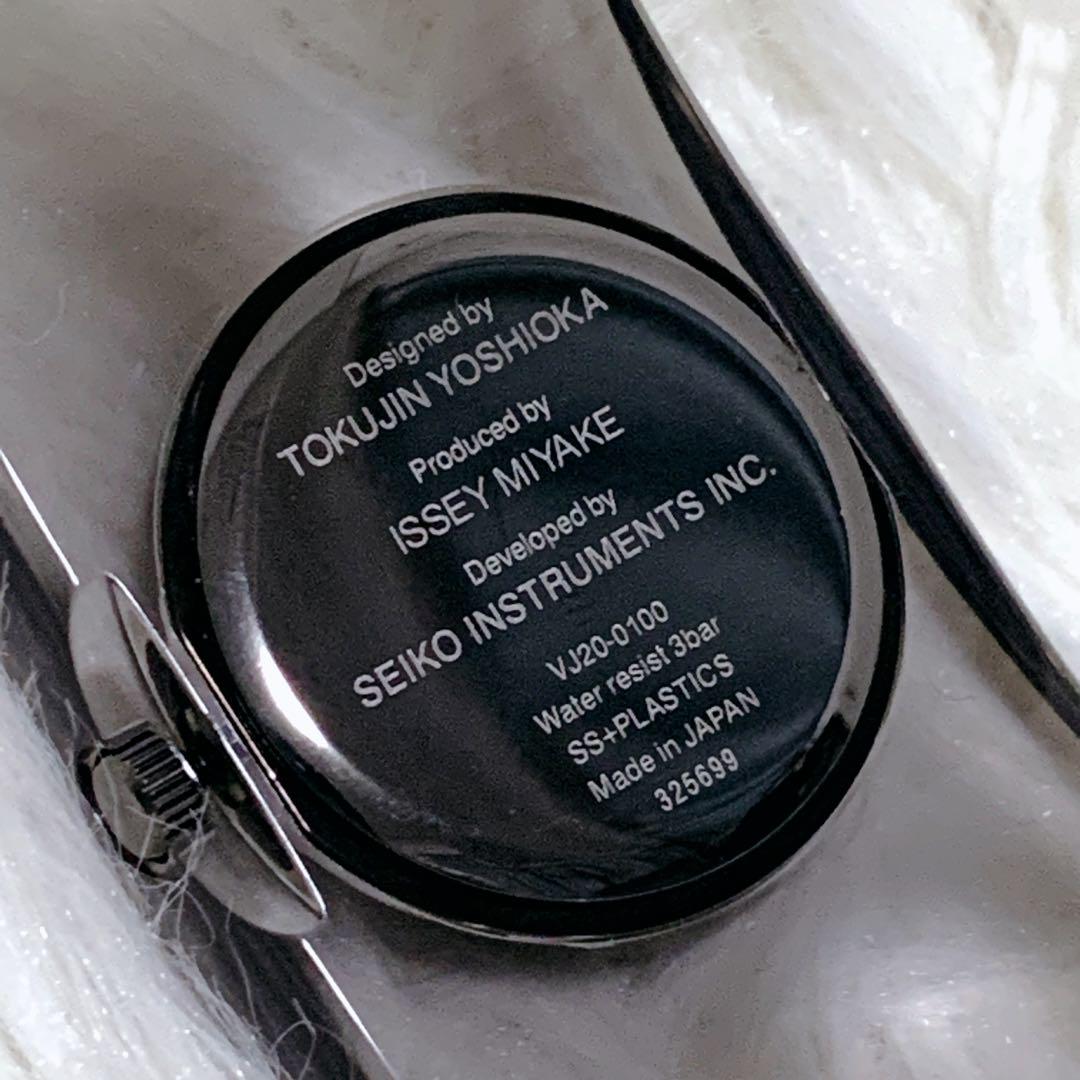 Designed by
TOKUJIN YOSHIOKA
Produced by
ISSEY MIYAKE
Developed by
SEIKO INSTRUMENTS INC.
VJ20-0100
Water resist 3bar
SS+PLASTICS
Made in JAPAN
325699